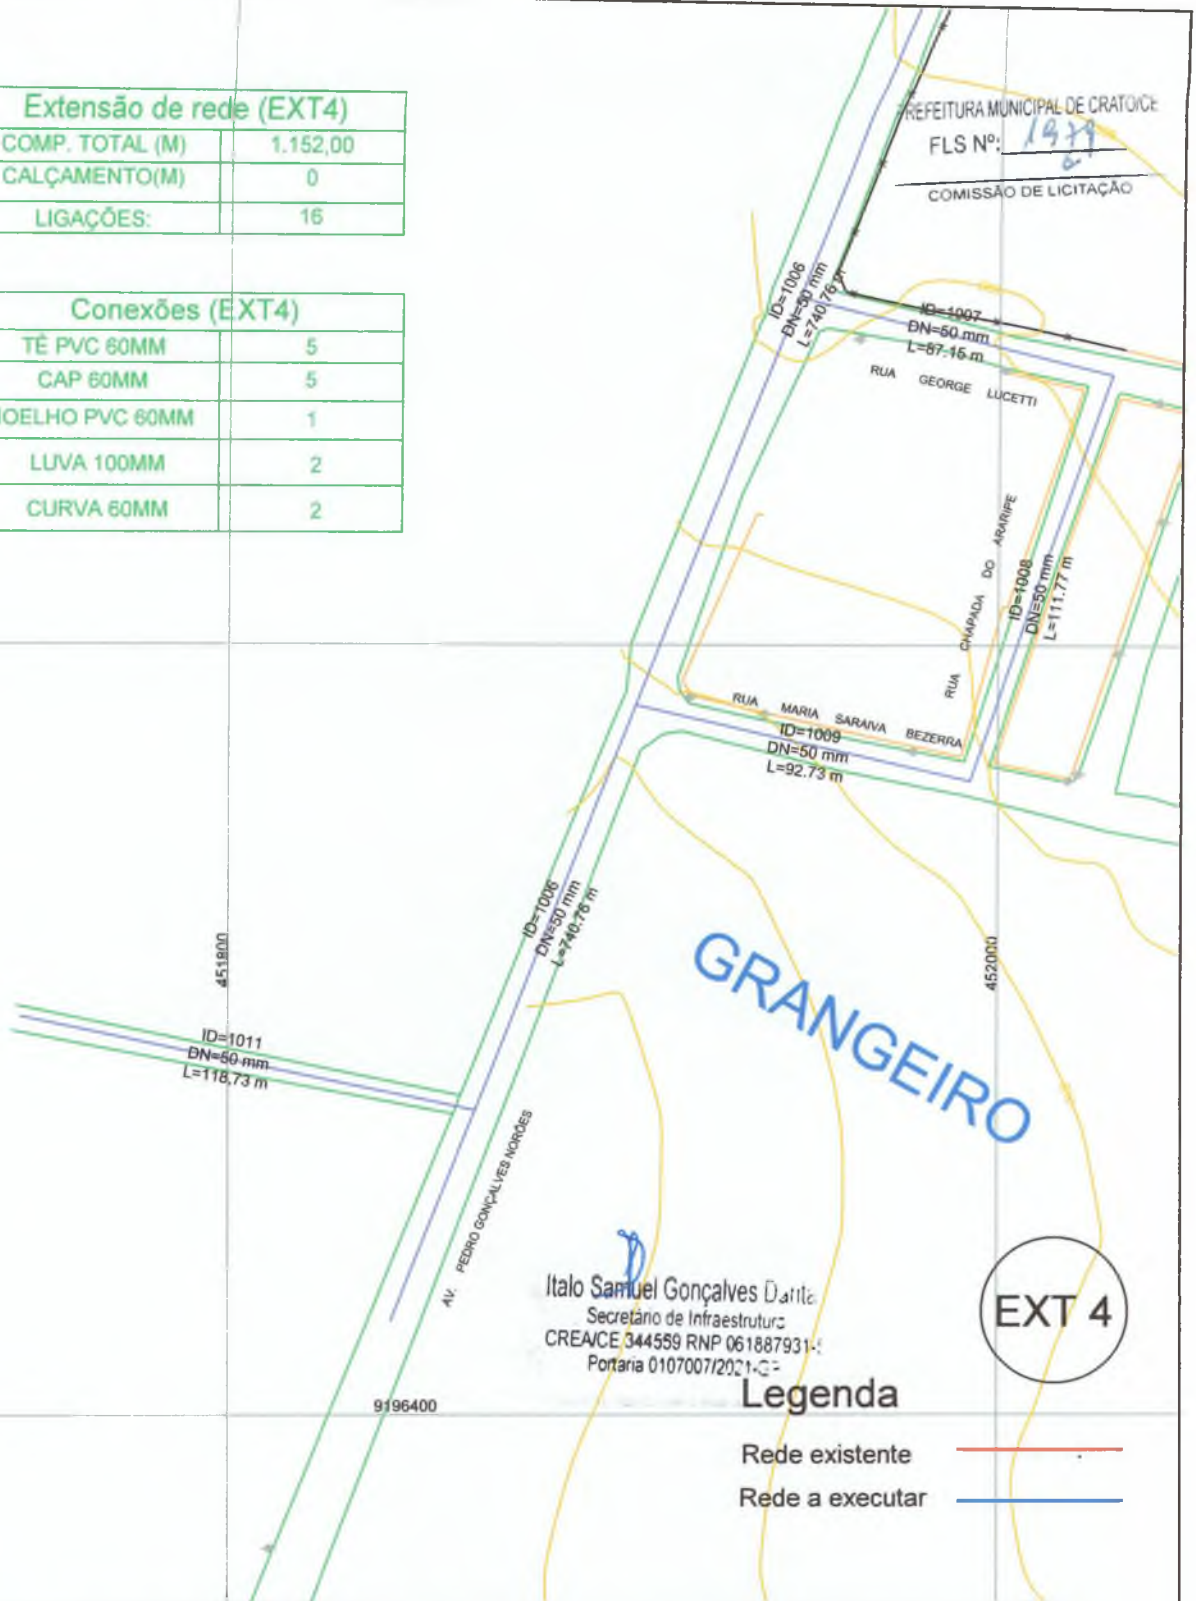 Extensão de rede (EXT4)
COMP. TOTAL (M) 1.152,00
CALÇAMENTO(M) 0
LIGAÇÕES: 16
Conexões (EXT4)
TÊ PVC 60MM 5
CAP 60MM 5
JOELHO PVC 60MM 1
LUVA 100MM 2
CURVA 60MM 2
PREFEITURA MUNICIPAL DE CRATO/CE
FLS Nº: 1979
COMISSÃO DE LICITAÇÃO
ID=1006
DN=50 mm
L=740.76 m
ID=1007
DN=50 mm
L=87.15 m
RUA GEORGE LUCETTI
RUA CHAPADA DO ARARIPE
ID=1008
DN=50 mm
L=111.77 m
RUA MARIA SARAIVA BEZERRA
ID=1009
DN=50 mm
L=92.73 m
ID=1006
DN=50 mm
L=740.76 m
451800
452000
GRANGEIRO
ID=1011
DN=50 mm
L=118.73 m
AV. PEDRO GONÇALVES NORÕES
Italo Samuel Gonçalves
Secretário de Infraestrutura
CREA/CE 344559 RNP 061887931-
Portaria 0107007/2021-
EXT 4
9196400
Legenda
Rede existente
Rede a executar